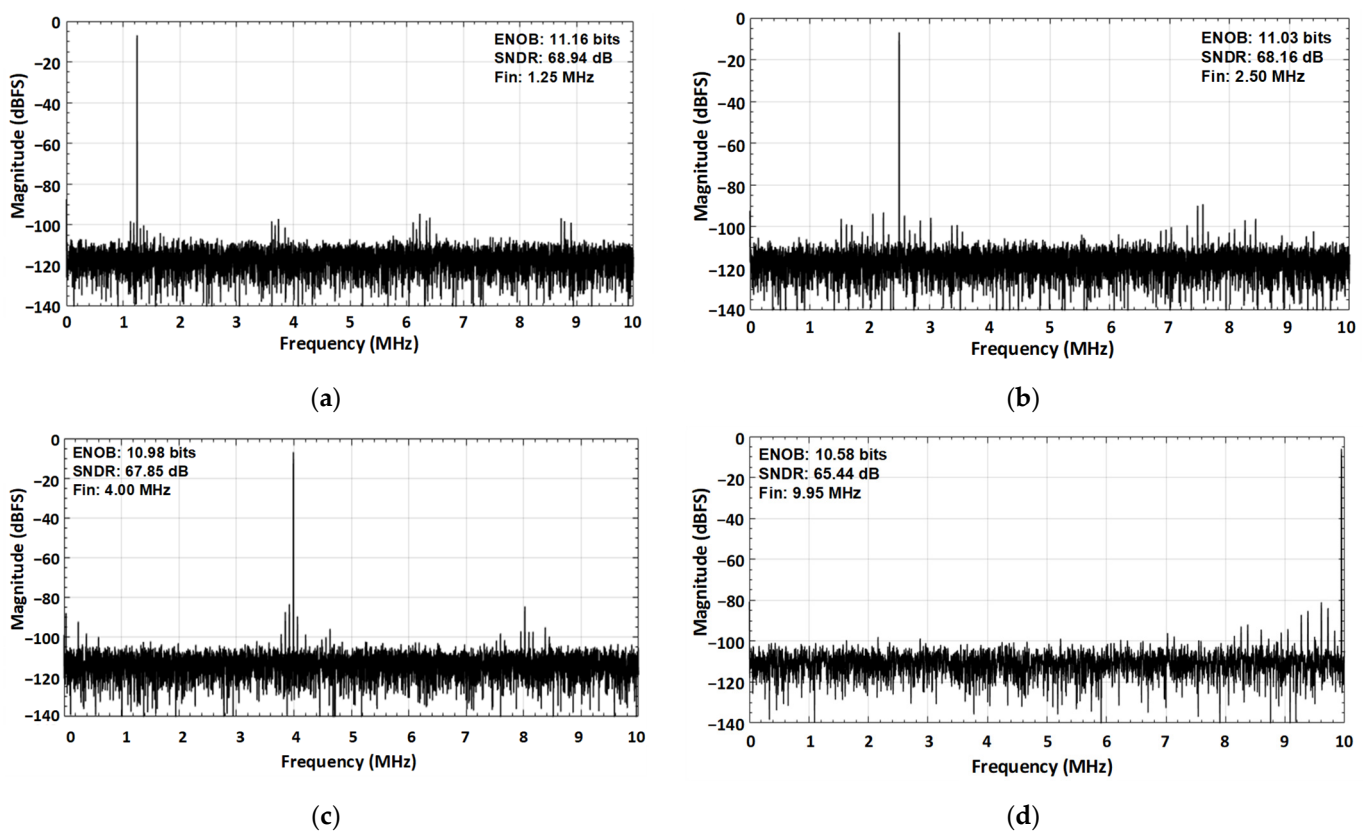 0
−20
−40
−60
−80
−100
−120
−140
Magnitude (dBFS)
ENOB: 11.16 bits
SNDR: 68.94 dB
Fin: 1.25 MHz
0 1 2 3 4 5 6 7 8 9 10
Frequency (MHz)
(a)
0
−20
−40
−60
−80
−100
−120
−140
Magnitude (dBFS)
ENOB: 11.03 bits
SNDR: 68.16 dB
Fin: 2.50 MHz
0 1 2 3 4 5 6 7 8 9 10
Frequency (MHz)
(b)
0
−20
−40
−60
−80
−100
−120
−140
Magnitude (dBFS)
ENOB: 10.98 bits
SNDR: 67.85 dB
Fin: 4.00 MHz
0 1 2 3 4 5 6 7 8 9 10
Frequency (MHz)
(c)
0
−20
−40
−60
−80
−100
−120
−140
Magnitude (dBFS)
ENOB: 10.58 bits
SNDR: 65.44 dB
Fin: 9.95 MHz
0 1 2 3 4 5 6 7 8 9 10
Frequency (MHz)
(d)